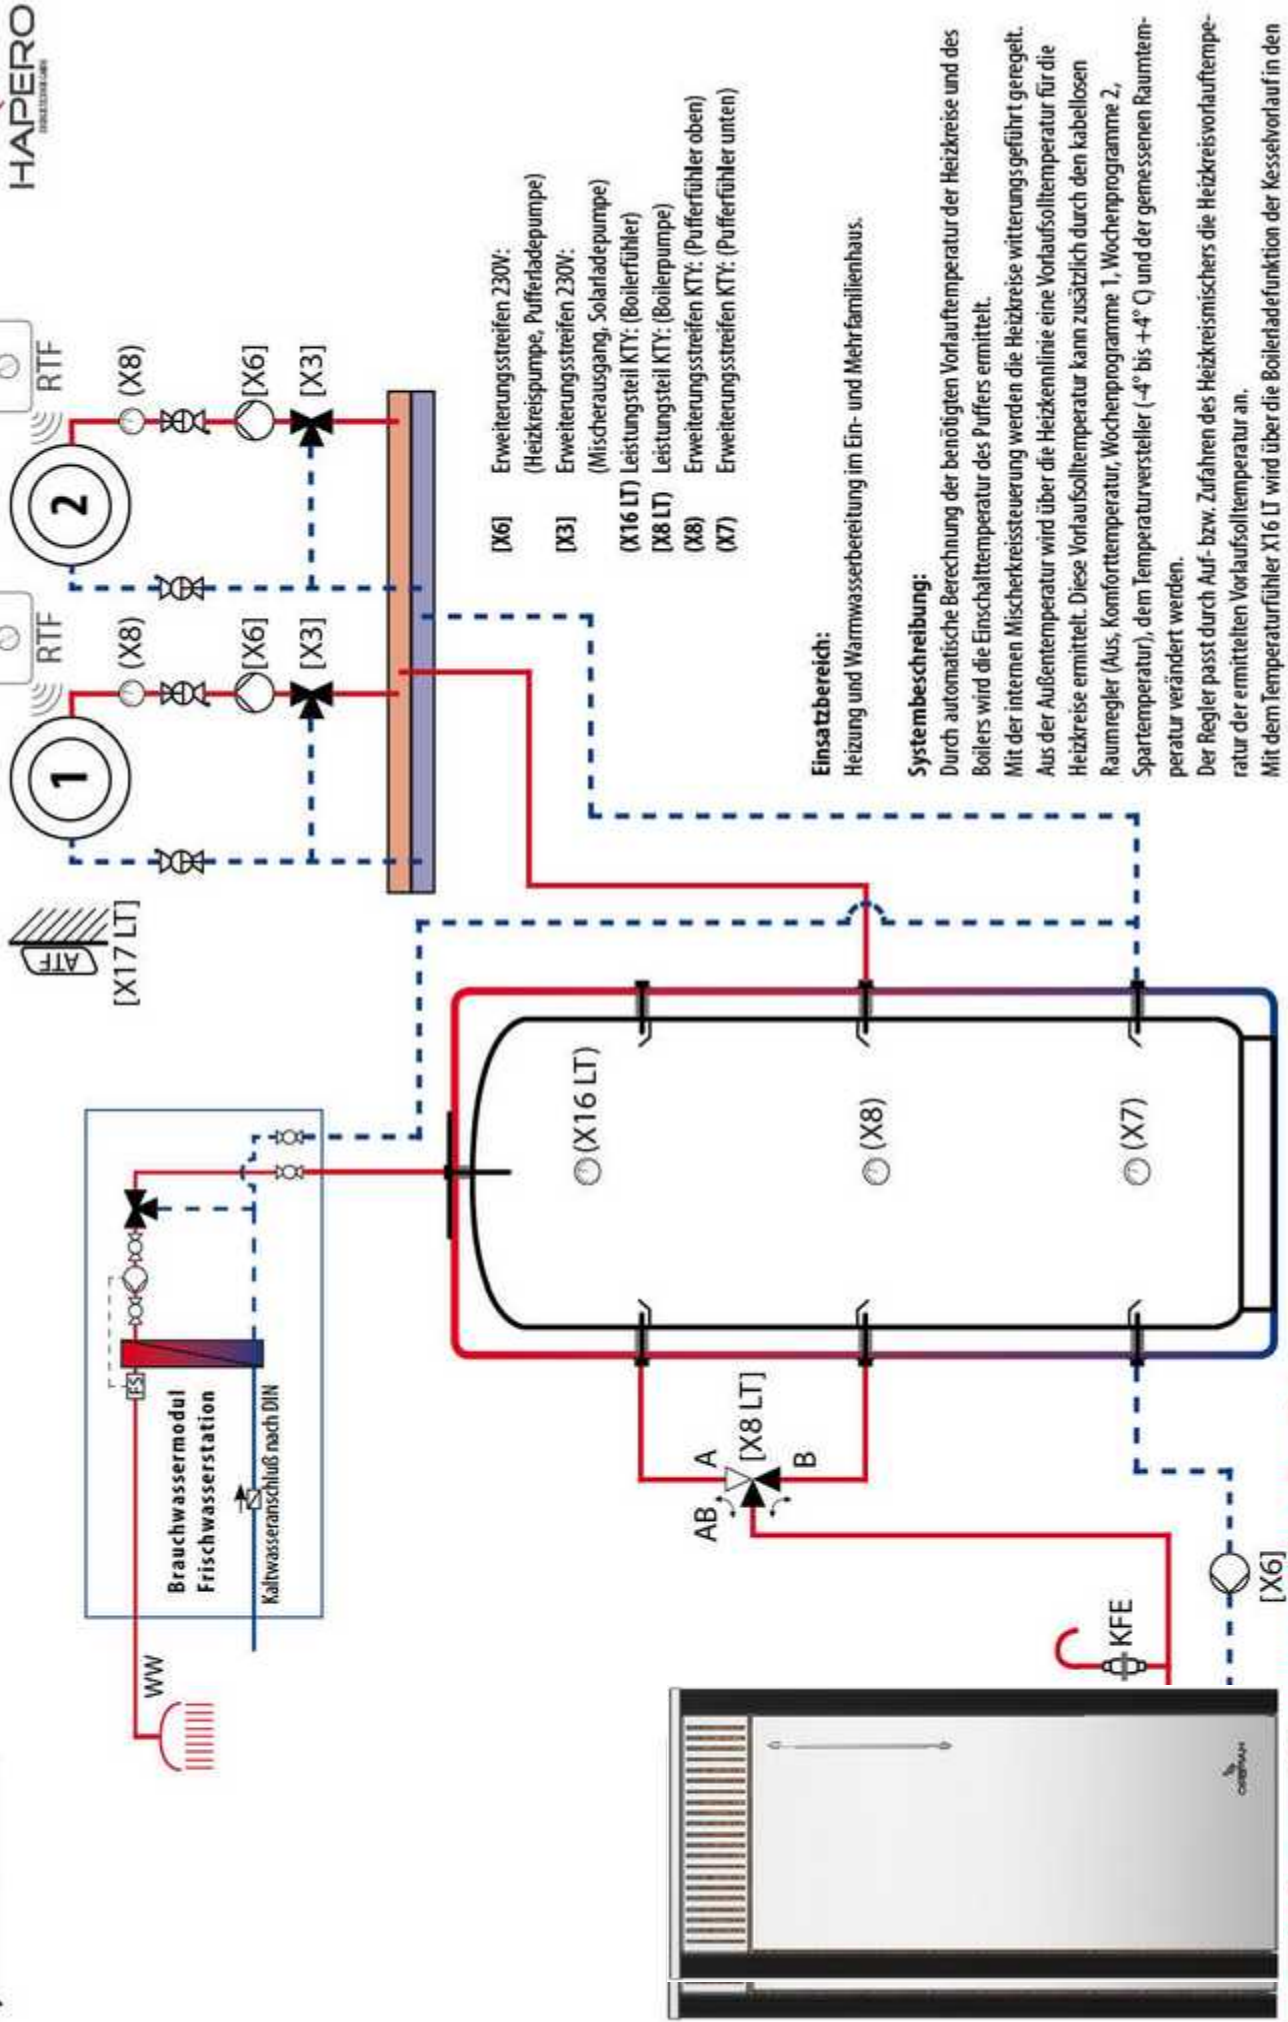 HAPERO
ATF
[X17 LT]
1
RTF
(X8)
[X6]
[X3]
2
RTF
(X8)
[X6]
[X3]
WW
FS
Brauchwassermodul
Frischwasserstation
Kaltwasseranschluß nach DIN
(X16 LT)
(X8)
(X7)
AB
A
[X8 LT]
B
KFE
[X6]
HAPERO
[X6] Erweiterungsstreifen 230V:
(Heizkreispumpe, Pufferladepumpe)
[X3] Erweiterungsstreifen 230V:
(Mischerausgang, Solarladepumpe)
(X16 LT) Leistungsteil KTY: (Boilerfühler)
[X8 LT) Leistungsteil KTY: (Boilerpumpe)
(X8) Erweiterungsstreifen KTY: (Pufferfühler oben)
(X7) Erweiterungsstreifen KTY: (Pufferfühler unten)
Einsatzbereich:
Heizung und Warmwasserbereitung im Ein- und Mehrfamilienhaus.
Systembeschreibung:
Durch automatische Berechnung der benötigten Vorlauftemperatur der Heizkreise und des
Boilers wird die Einschalttemperatur des Puffers ermittelt.
Mit der internen Mischerkreissteuerung werden die Heizkreise witterungsgeführt geregelt.
Aus der Außentemperatur wird über die Heizkennlinie eine Vorlaufsolltemperatur für die
Heizkreise ermittelt. Diese Vorlaufsolltemperatur kann zusätzlich durch den kabellosen
Raumregler (Aus, Komforttemperatur, Wochenprogramme 1, Wochenprogramme 2,
Spartemperatur), dem Temperaturversteller (-4° bis +4° C) und der gemessenen Raumtem-
peratur verändert werden.
Der Regler passt durch Auf- bzw. Zufahren des Heizkreismischers die Heizkreisvorlauftempe-
ratur der ermittelten Vorlaufsolltemperatur an.
Mit dem Temperaturfühler X16 LT wird über die Boilerladefunktion der Kesselvorlauf in den